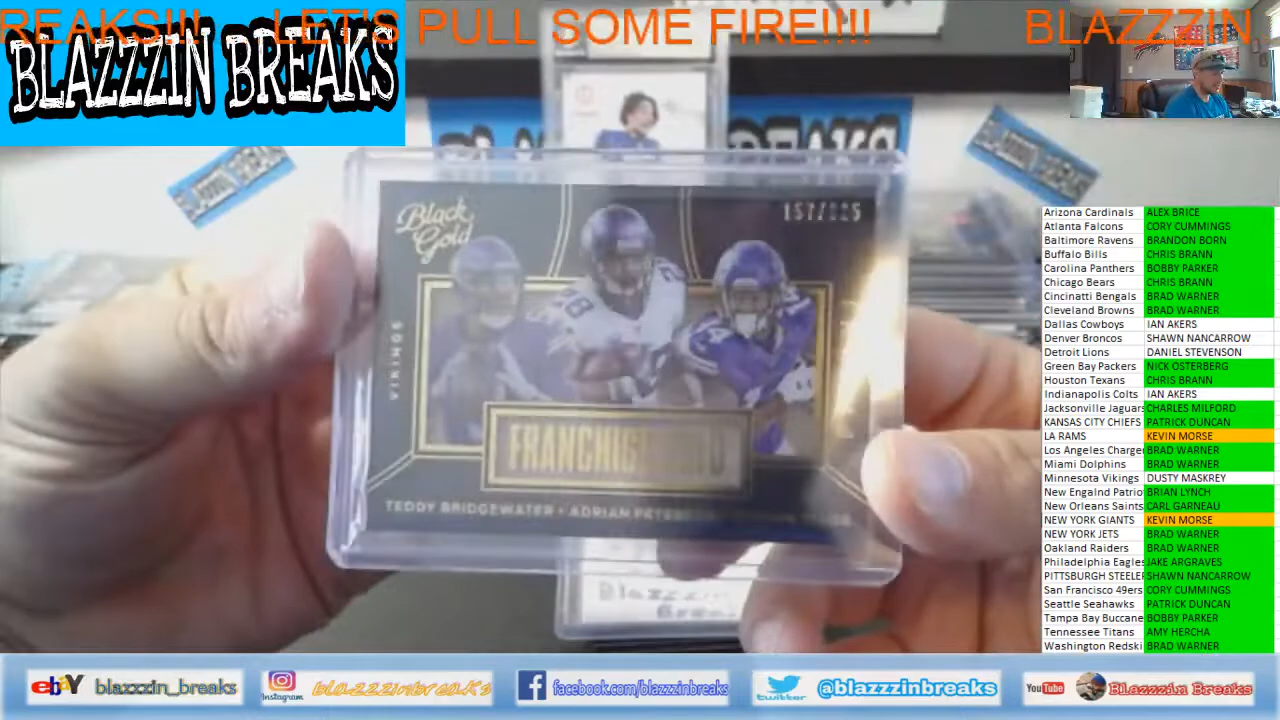 REAKS!!! LET'S PULL SOME FIRE!!!! BLAZZZIN
BLAZZZIN BREAKS
Black Gold
VIKINGS
TEDDY BRIDGEWATER • ADRIAN PETERSON
Arizona Cardinals ALEX BRICE
Atlanta Falcons CORY CUMMINGS
Baltimore Ravens BRANDON BORN
Buffalo Bills CHRIS BRANN
Carolina Panthers BOBBY PARKER
Chicago Bears CHRIS BRANN
Cincinatti Bengals BRAD WARNER
Cleveland Browns BRAD WARNER
Dallas Cowboys IAN AKERS
Denver Broncos SHAWN NANCARROW
Detroit Lions DANIEL STEVENSON
Green Bay Packers NICK OSTERBERG
Houston Texans CHRIS BRANN
Indianapolis Colts IAN AKERS
Jacksonville Jaguars CHARLES MILFORD
KANSAS CITY CHIEFS PATRICK DUNCAN
LA RAMS KEVIN MORSE
Los Angeles Charge BRAD WARNER
Miami Dolphins BRAD WARNER
Minnesota Vikings DUSTY MASKREY
New Engalnd Patrio BRIAN LYNCH
New Orleans Saints CARL GARNEAU
NEW YORK GIANTS KEVIN MORSE
NEW YORK JETS BRAD WARNER
Oakland Raiders BRAD WARNER
Philadelphia Eagles JAKE ARGRAVES
PITTSBURGH STEELE SHAWN NANCARROW
San Francisco 49ers CORY CUMMINGS
Seattle Seahawks PATRICK DUNCAN
Tampa Bay Buccane BOBBY PARKER
Tennessee Titans AMY HERCHA
Washington Redski BRAD WARNER
ebay blazzzin_breaks
Instagram blazzzinbreaks
facebook.com/blazzzinbreaks
twitter @blazzzinbreaks
YouTube Blazzzin Breaks